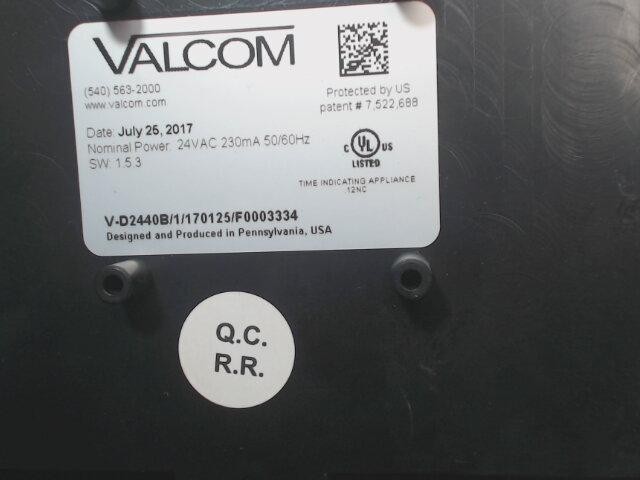 VALCOM
(540) 563-2000
www.valcom.com
Protected by US
patent # 7,522,688
Date: July 25, 2017
Nominal Power: 24VAC 230mA 50/60Hz
SW: 1.5.3
C UL US
LISTED
TIME INDICATING APPLIANCE
12NC
V-D2440B/1/170125/F0003334
Designed and Produced in Pennsylvania, USA
Q.C.
R.R.